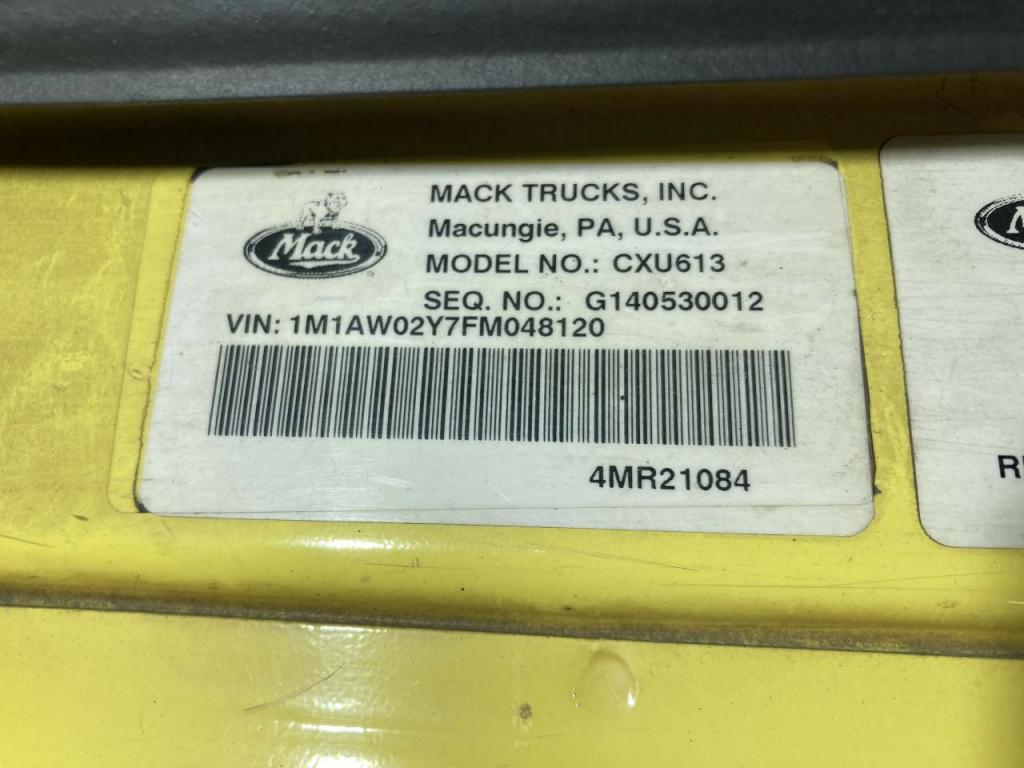 Mack
MACK TRUCKS, INC.
Macungie, PA, U.S.A.
MODEL NO.: CXU613
SEQ. NO.: G140530012
VIN: 1M1AW02Y7FM048120
4MR21084